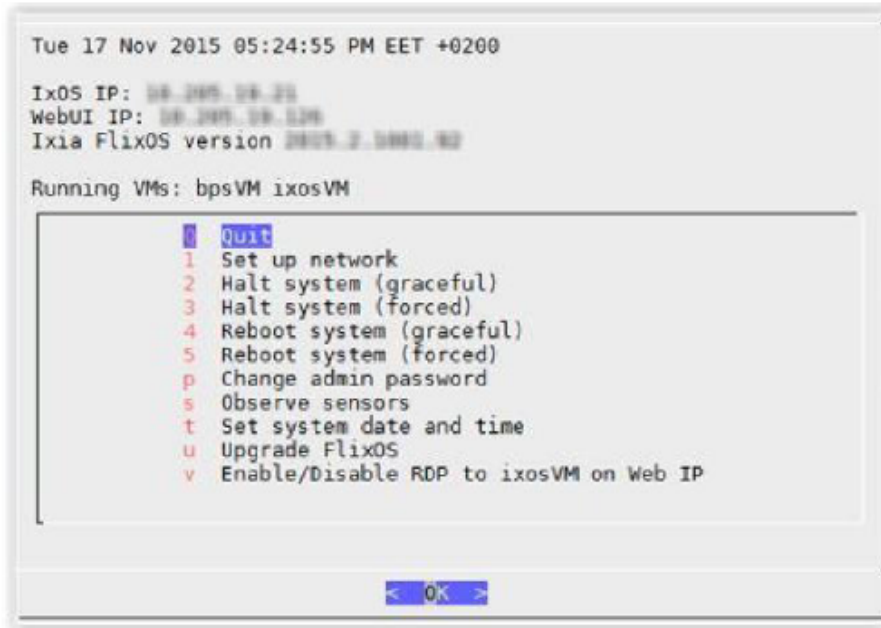 Tue 17 Nov 2015 05:24:55 PM EET +0200
IxOS IP:
WebUI IP:
Ixia FlixOS version
Running VMs: bpsVM ixosVM
0 Quit
1 Set up network
2 Halt system (graceful)
3 Halt system (forced)
4 Reboot system (graceful)
5 Reboot system (forced)
p Change admin password
s Observe sensors
t Set system date and time
u Upgrade FlixOS
v Enable/Disable RDP to ixosVM on Web IP
< OK >